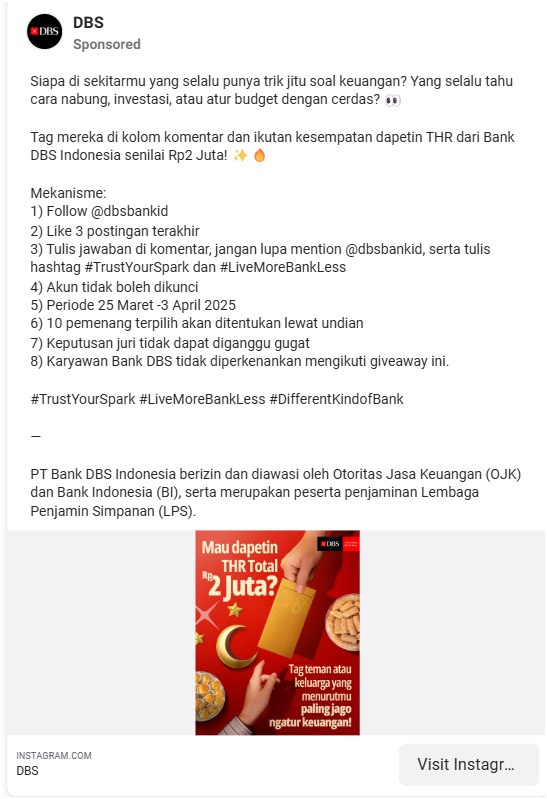 DBS
DBS
Sponsored
Siapa di sekitarmu yang selalu punya trik jitu soal keuangan? Yang selalu tahu
cara nabung, investasi, atau atur budget dengan cerdas? 👀
Tag mereka di kolom komentar dan ikutan kesempatan dapetin THR dari Bank
DBS Indonesia senilai Rp2 Juta! ✨ 🔥
Mekanisme:
1) Follow @dbsbankid
2) Like 3 postingan terakhir
3) Tulis jawaban di komentar, jangan lupa mention @dbsbankid, serta tulis
hashtag #TrustYourSpark dan #LiveMoreBankLess
4) Akun tidak boleh dikunci
5) Periode 25 Maret -3 April 2025
6) 10 pemenang terpilih akan ditentukan lewat undian
7) Keputusan juri tidak dapat diganggu gugat
8) Karyawan Bank DBS tidak diperkenankan mengikuti giveaway ini.
#TrustYourSpark #LiveMoreBankLess #DifferentKindofBank
—
PT Bank DBS Indonesia berizin dan diawasi oleh Otoritas Jasa Keuangan (OJK)
dan Bank Indonesia (BI), serta merupakan peserta penjaminan Lembaga
Penjamin Simpanan (LPS).
DBS
Mau dapetin
THR Total
Rp2 Juta?
Tag teman atau
keluarga yang
menurutmu
paling jago
ngatur keuangan!
INSTAGRAM.COM
DBS
Visit Instagr...